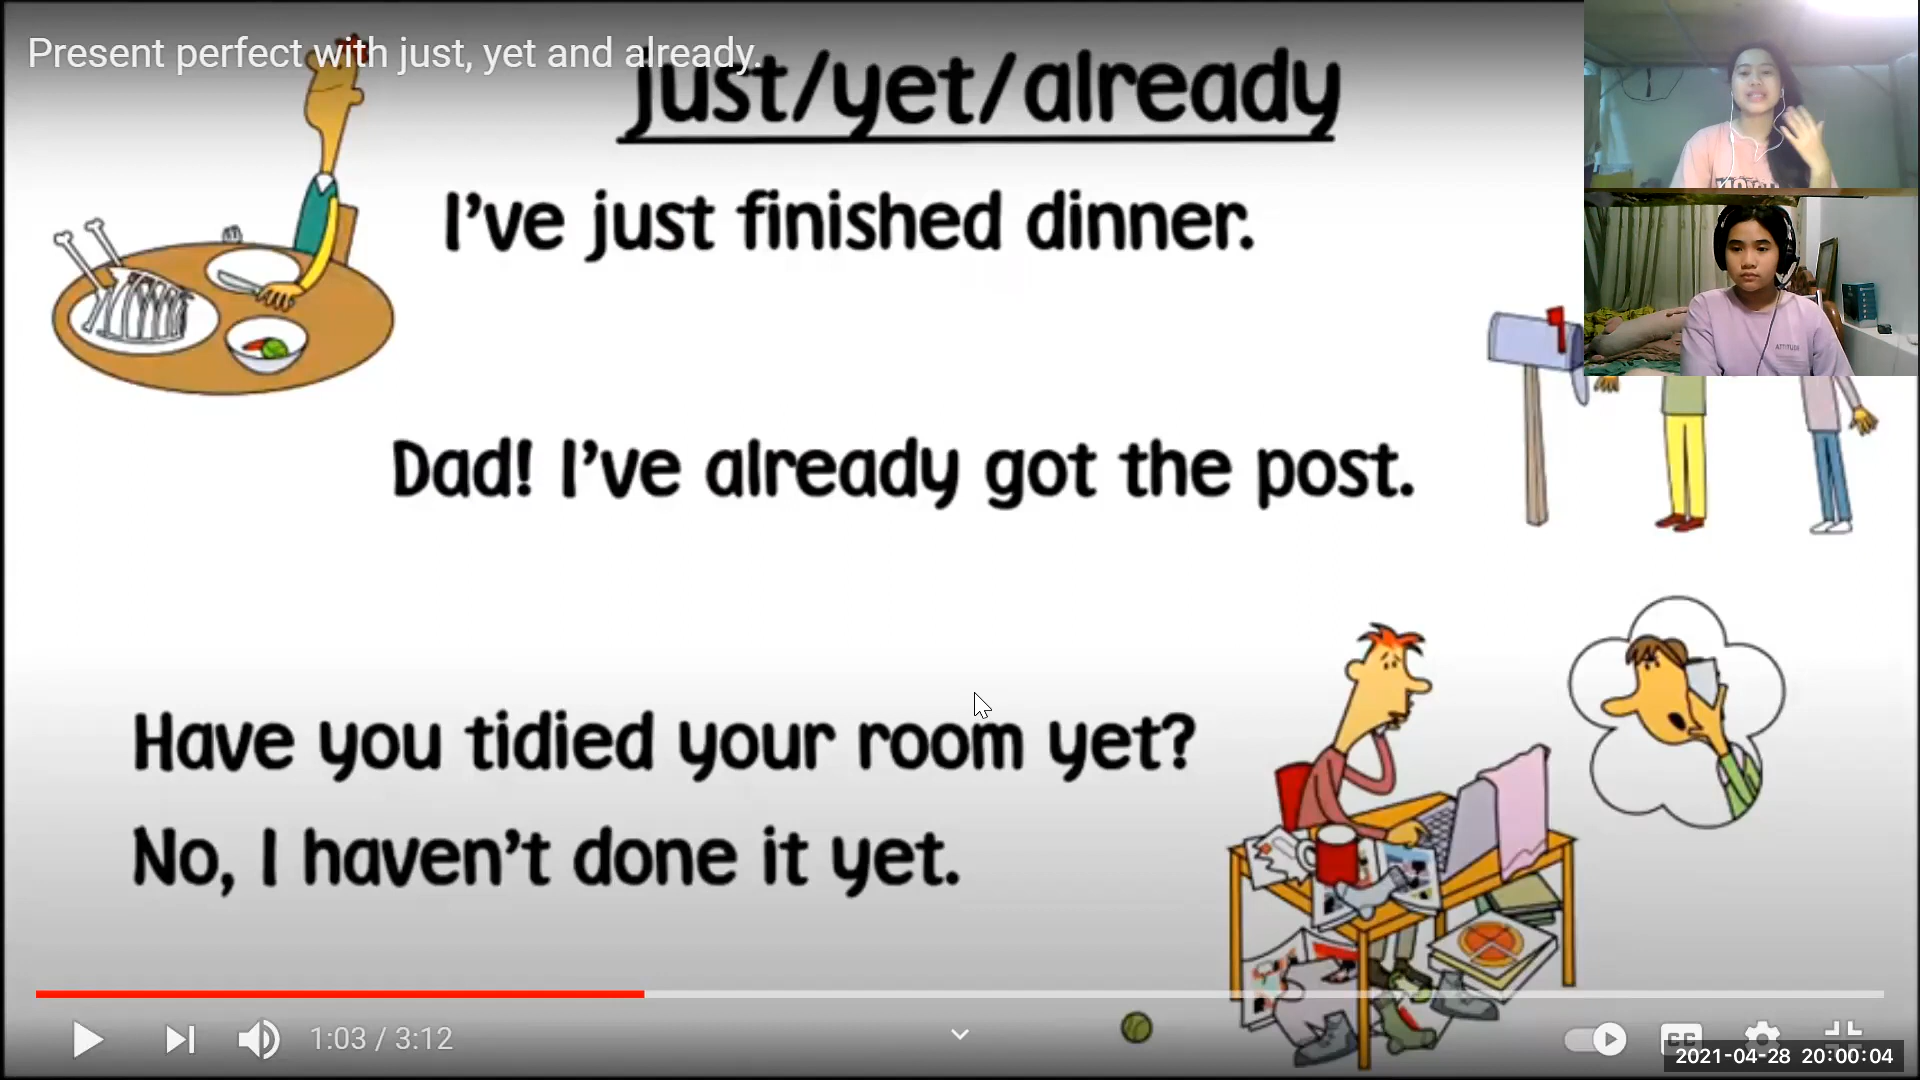 Present perfect with just, yet and already.
just/yet/already
I've just finished dinner.
Dad! I've already got the post.
Have you tidied your room yet?
No, I haven't done it yet.
1:03 / 3:12
CC
2021-04-28 20:00:04
ATTITUDE